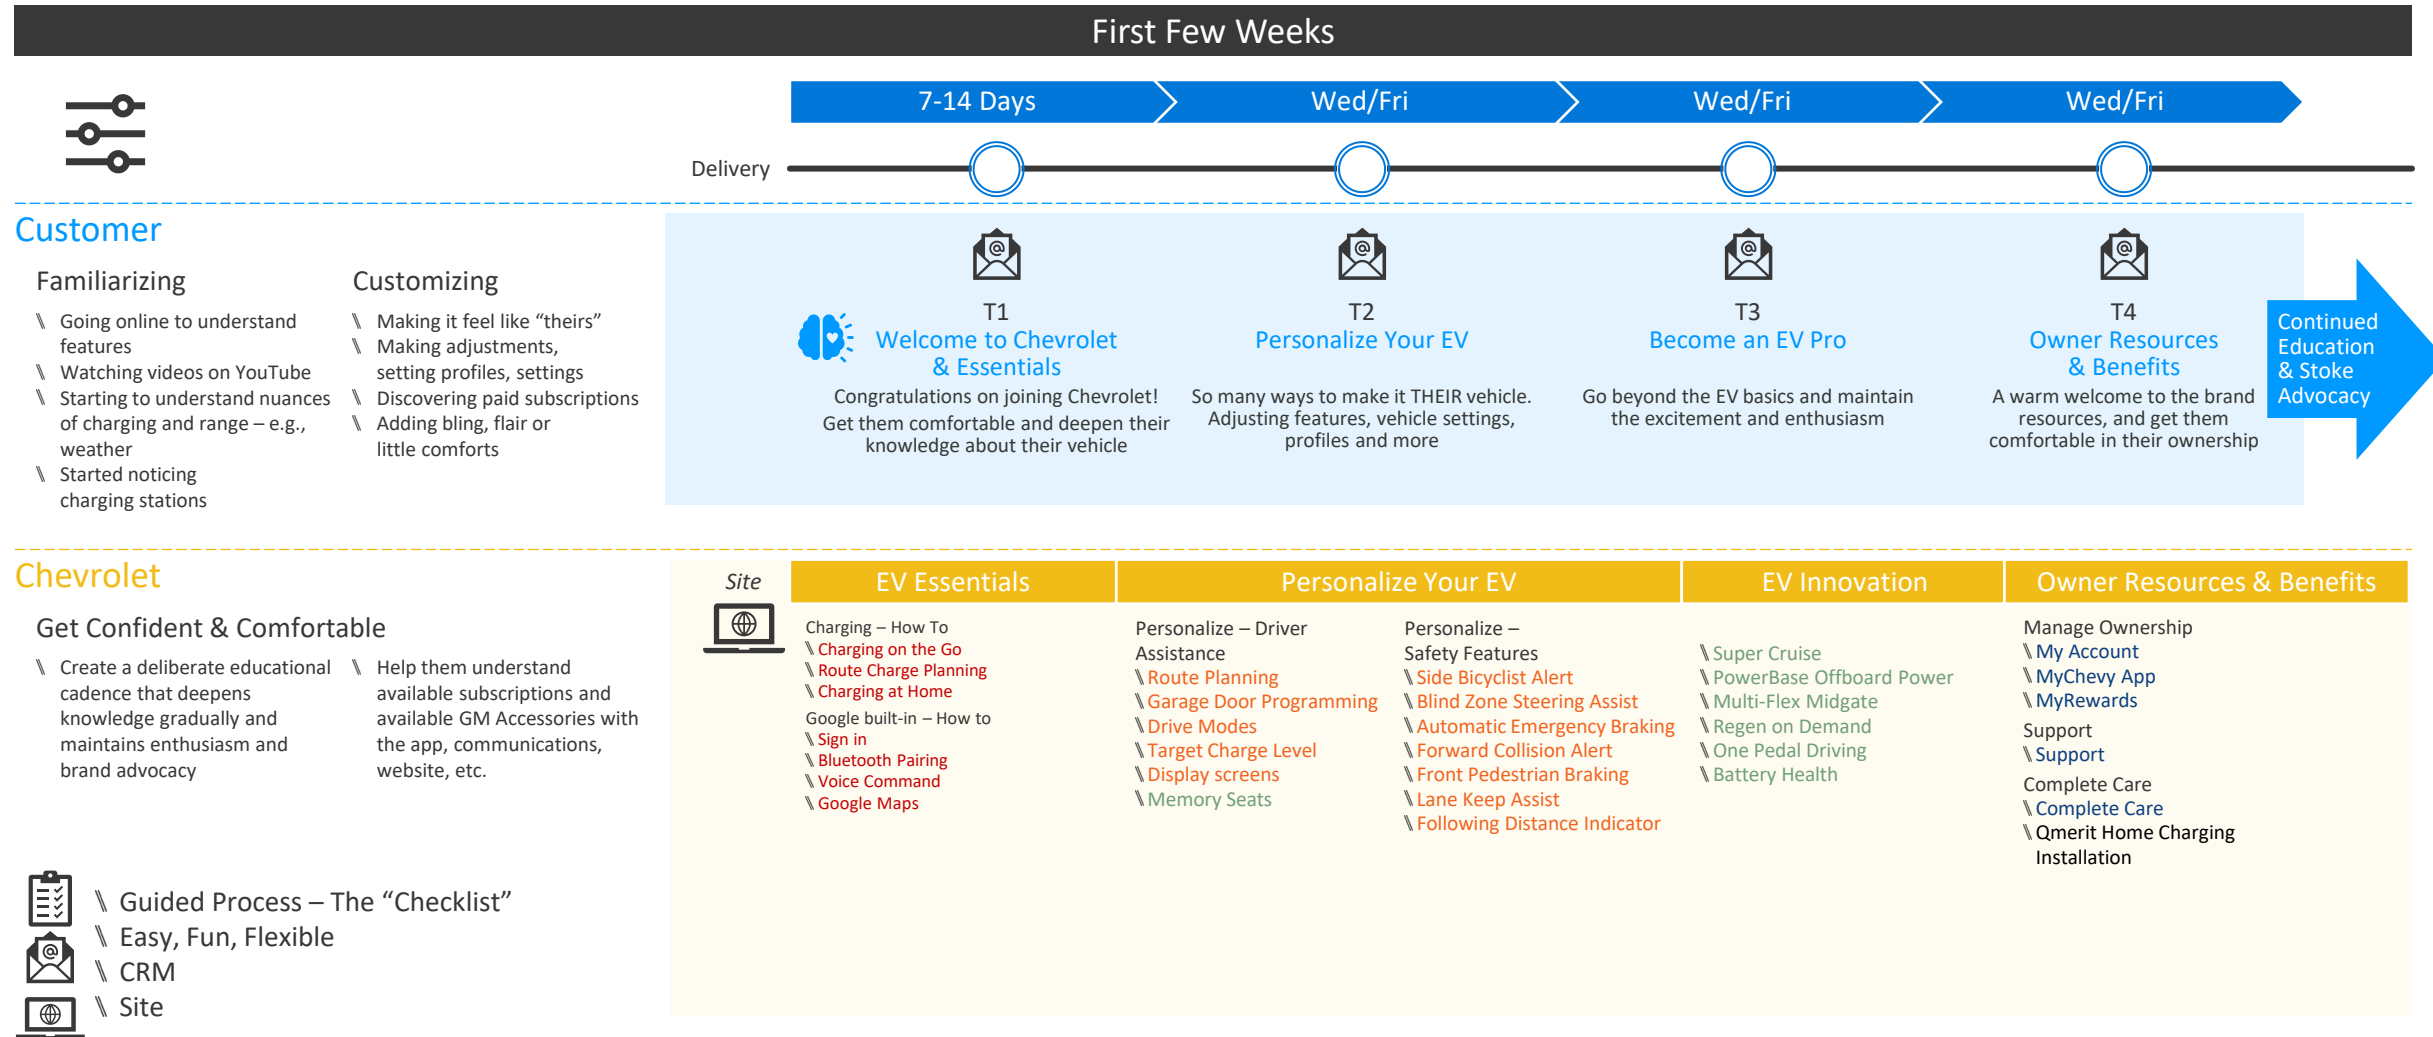 First Few Weeks
7-14 Days
Wed/Fri
Wed/Fri
Wed/Fri
Delivery
Customer
Familiarizing
\\ Going online to understand
features
\\ Watching videos on YouTube
\\ Starting to understand nuances
of charging and range – e.g.,
weather
\\ Started noticing
charging stations
Customizing
\\ Making it feel like “theirs”
\\ Making adjustments,
setting profiles, settings
\\ Discovering paid subscriptions
\\ Adding bling, flair or
little comforts
T1
Welcome to Chevrolet
& Essentials
Congratulations on joining Chevrolet!
Get them comfortable and deepen their
knowledge about their vehicle
T2
Personalize Your EV
So many ways to make it THEIR vehicle.
Adjusting features, vehicle settings,
profiles and more
T3
Become an EV Pro
Go beyond the EV basics and maintain
the excitement and enthusiasm
T4
Owner Resources
& Benefits
A warm welcome to the brand
resources, and get them
comfortable in their ownership
Continued
Education
& Stoke
Advocacy
Chevrolet
Get Confident & Comfortable
\\ Create a deliberate educational
cadence that deepens
knowledge gradually and
maintains enthusiasm and
brand advocacy
\\ Help them understand
available subscriptions and
available GM Accessories with
the app, communications,
website, etc.
\\ Guided Process – The “Checklist”
\\ Easy, Fun, Flexible
\\ CRM
\\ Site
Site
EV Essentials
Charging – How To
\\ Charging on the Go
\\ Route Charge Planning
\\ Charging at Home
Google built-in – How to
\\ Sign in
\\ Bluetooth Pairing
\\ Voice Command
\\ Google Maps
Personalize Your EV
Personalize – Driver
Assistance
\\ Route Planning
\\ Garage Door Programming
\\ Drive Modes
\\ Target Charge Level
\\ Display screens
\\ Memory Seats
Personalize –
Safety Features
\\ Side Bicyclist Alert
\\ Blind Zone Steering Assist
\\ Automatic Emergency Braking
\\ Forward Collision Alert
\\ Front Pedestrian Braking
\\ Lane Keep Assist
\\ Following Distance Indicator
EV Innovation
\\ Super Cruise
\\ PowerBase Offboard Power
\\ Multi-Flex Midgate
\\ Regen on Demand
\\ One Pedal Driving
\\ Battery Health
Owner Resources & Benefits
Manage Ownership
\\ My Account
\\ MyChevy App
\\ MyRewards
Support
\\ Support
Complete Care
\\ Complete Care
\\ Qmerit Home Charging
Installation